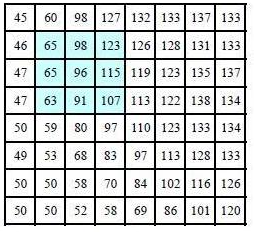 45 60 98 127 132 133 137 133
46 65 98 123 126 128 131 133
47 65 96 115 119 123 135 137
47 63 91 107 113 122 138 134
50 59 80 97 110 123 133 134
49 53 68 83 97 113 128 133
50 50 58 70 84 102 116 126
50 50 52 58 69 86 101 120